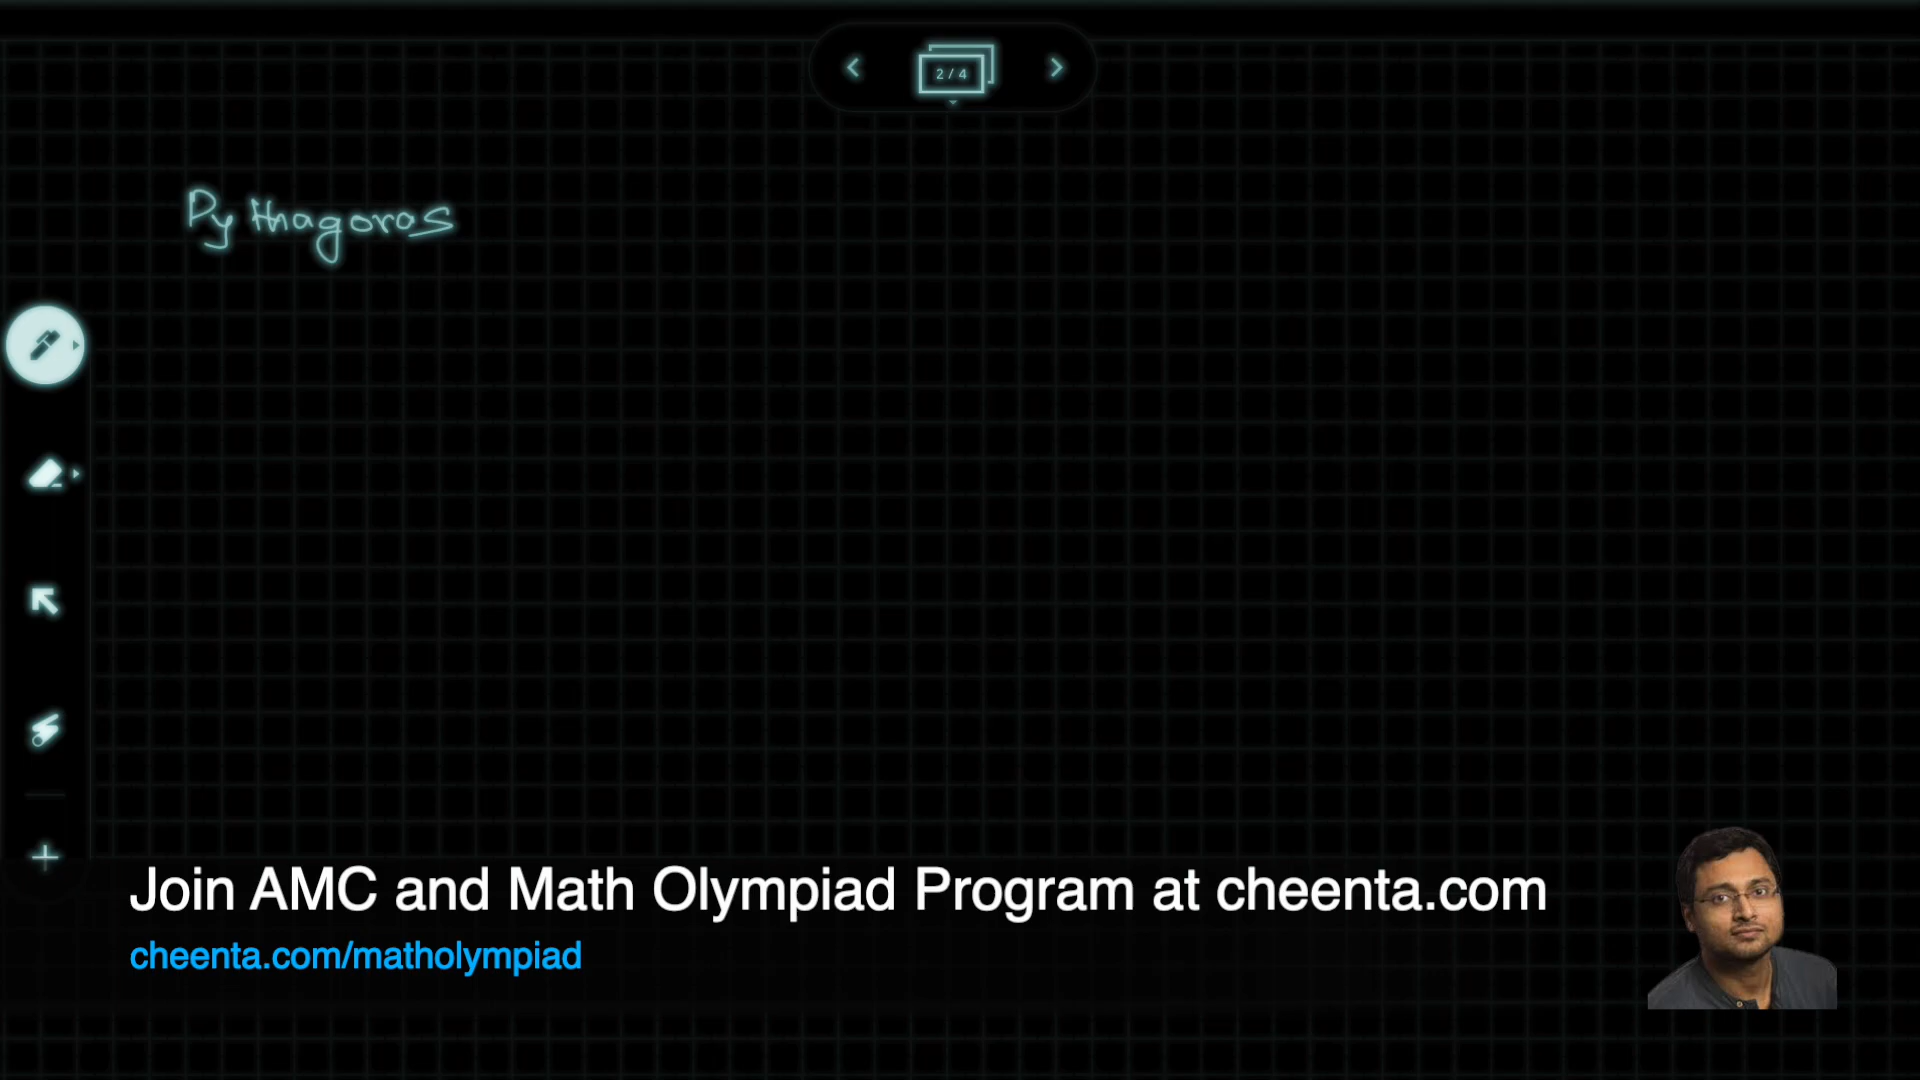 2 / 4
Pythagoras
Join AMC and Math Olympiad Program at cheenta.com
cheenta.com/matholympiad